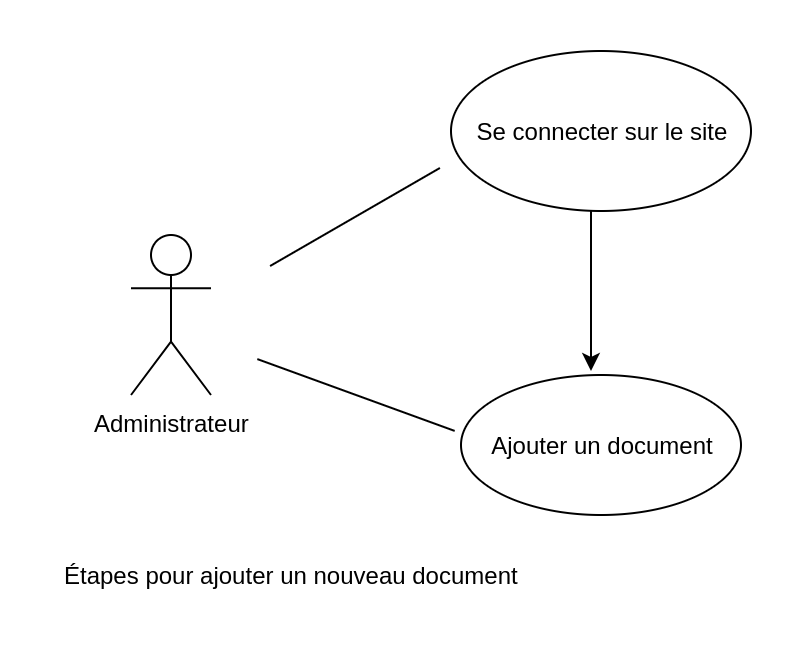 Se connecter sur le site
Administrateur
Ajouter un document
Étapes pour ajouter un nouveau document